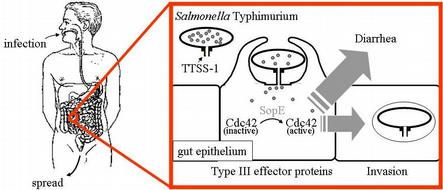 infection
spread
Salmonella Typhimurium
TTSS-1
Diarrhea
SopE
Cdc42 Cdc42
(inactive) (active)
gut epithelium
Type III effector proteins
Invasion